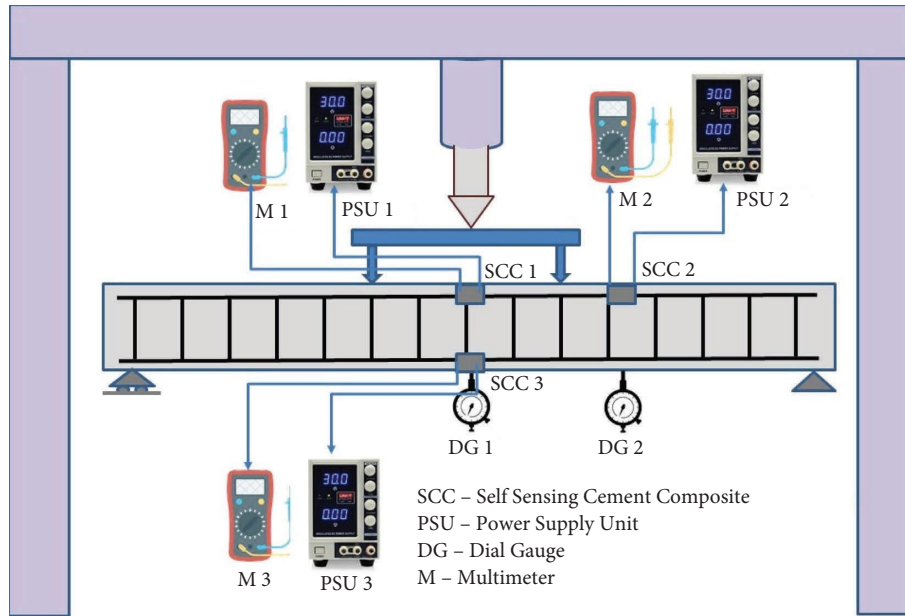 30.0
0.00
30.0
0.00
M 1
PSU 1
M 2
PSU 2
SCC 1
SCC 2
SCC 3
DG 1
DG 2
30.0
0.00
M 3
PSU 3
SCC – Self Sensing Cement Composite
PSU – Power Supply Unit
DG – Dial Gauge
M – Multimeter